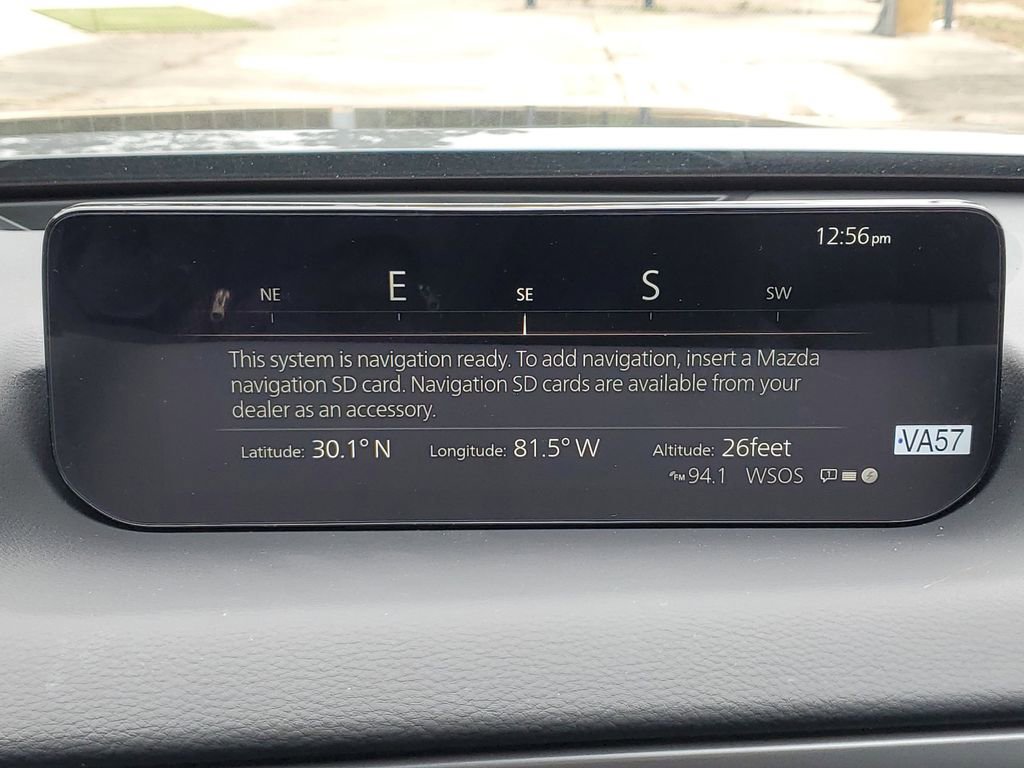 12:56pm
NE E SE S SW
This system is navigation ready. To add navigation, insert a Mazda
navigation SD card. Navigation SD cards are available from your
dealer as an accessory.
Latitude: 30.1° N Longitude: 81.5° W Altitude: 26feet
VA57
FM 94.1 WSOS